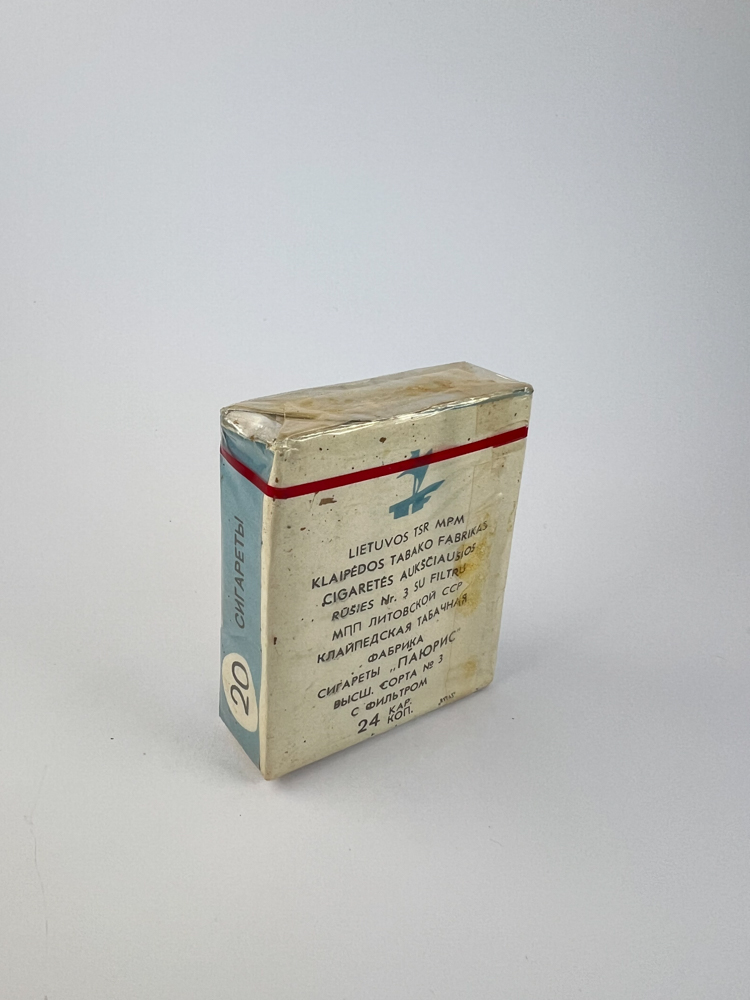 LIETUVOS TSR MPM
KLAIPĖDOS TABAKO FABRIKAS
CIGARETĖS AUKŠČIAUSIOS
RŪŠIES Nr. 3 SU FILTRU
МПП ЛИТОВСКОЙ ССР
КЛАЙПЕДСКАЯ ТАБАЧНАЯ
ФАБРИКА
СИГАРЕТЫ „ПАЮРИС"
ВЫСШ. СОРТА № 3
С ФИЛЬТРОМ
24 КАР.
КОП.
СИГАРЕТЫ
20